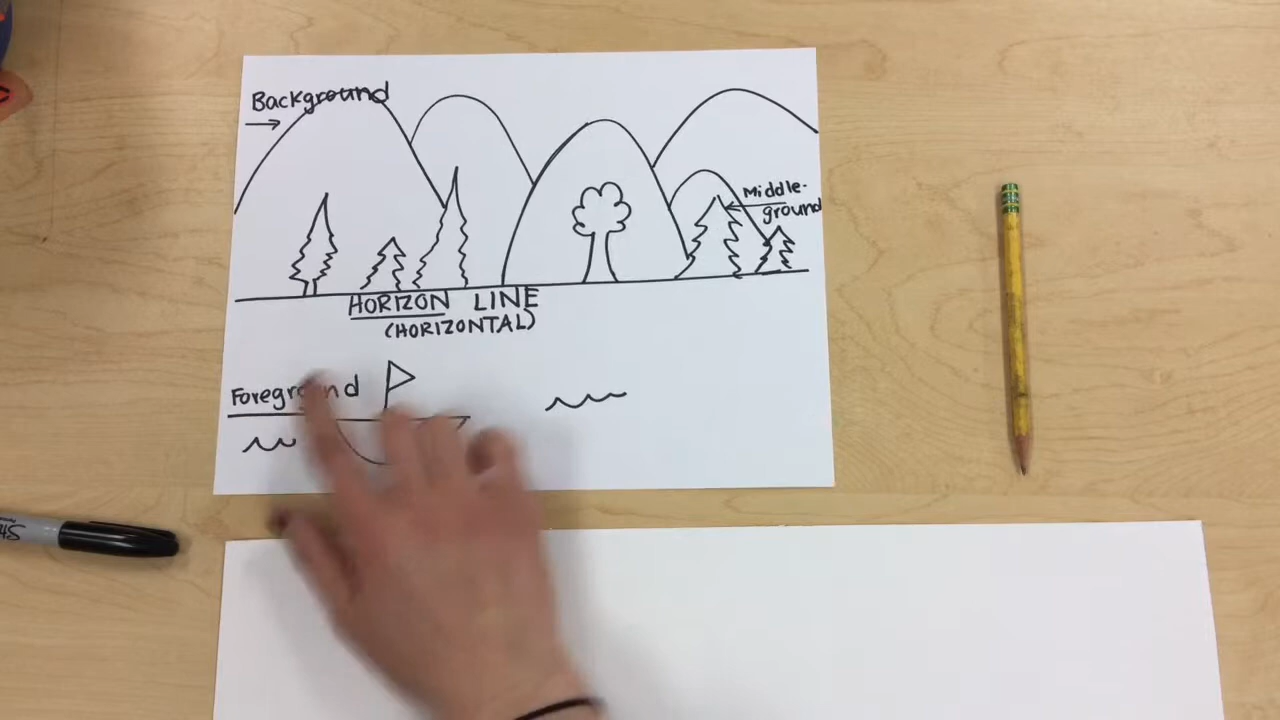 Background
Middle-
ground
HORIZON LINE
(HORIZONTAL)
Foreground